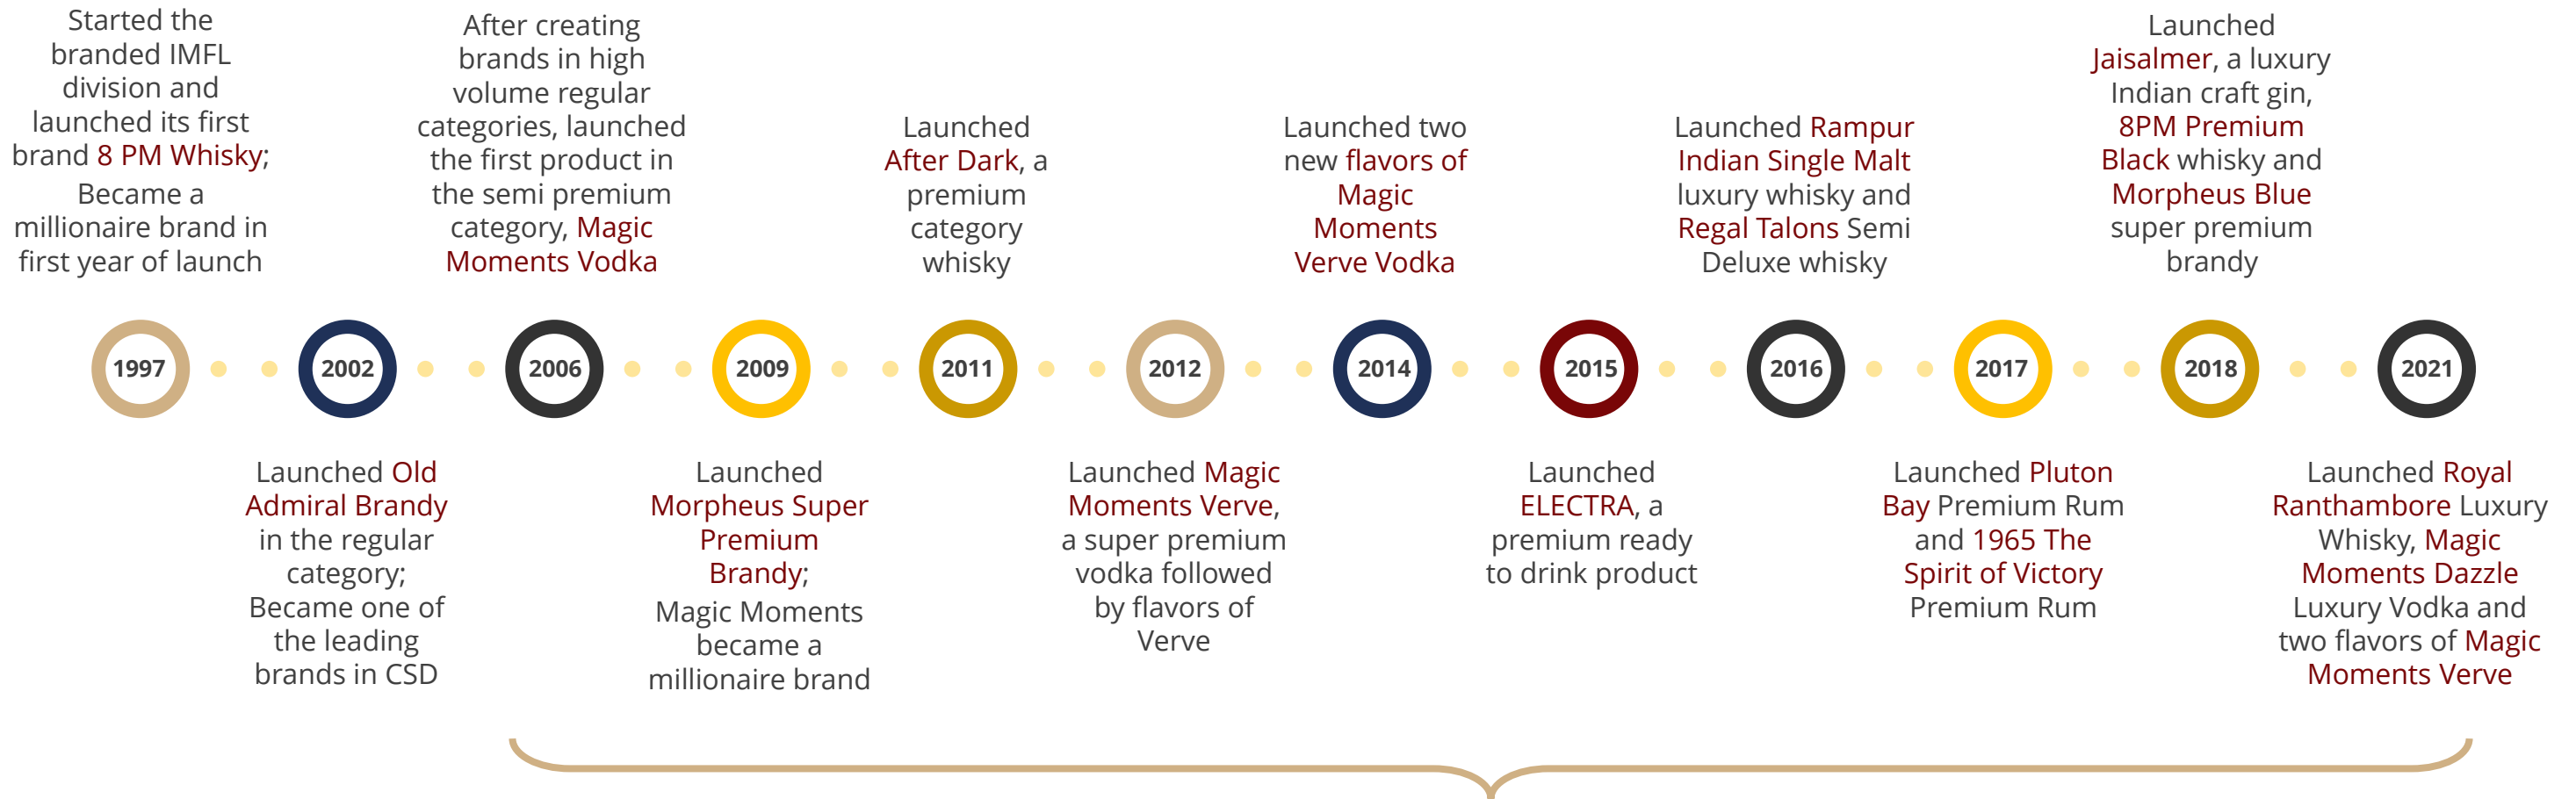 Started the
branded IMFL
division and
launched its first
brand 8 PM Whisky;
Became a
millionaire brand in
first year of launch
After creating
brands in high
volume regular
categories, launched
the first product in
the semi premium
category, Magic
Moments Vodka
Launched
After Dark, a
premium
category
whisky
Launched two
new flavors of
Magic
Moments
Verve Vodka
Launched Rampur
Indian Single Malt
luxury whisky and
Regal Talons Semi
Deluxe whisky
Launched
Jaisalmer, a luxury
Indian craft gin,
8PM Premium
Black whisky and
Morpheus Blue
super premium
brandy
1997
2002
2006
2009
2011
2012
2014
2015
2016
2017
2018
2021
Launched Old
Admiral Brandy
in the regular
category;
Became one of
the leading
brands in CSD
Launched
Morpheus Super
Premium
Brandy;
Magic Moments
became a
millionaire brand
Launched Magic
Moments Verve,
a super premium
vodka followed
by flavors of
Verve
Launched
ELECTRA, a
premium ready
to drink product
Launched Pluton
Bay Premium Rum
and 1965 The
Spirit of Victory
Premium Rum
Launched Royal
Ranthambore Luxury
Whisky, Magic
Moments Dazzle
Luxury Vodka and
two flavors of Magic
Moments Verve